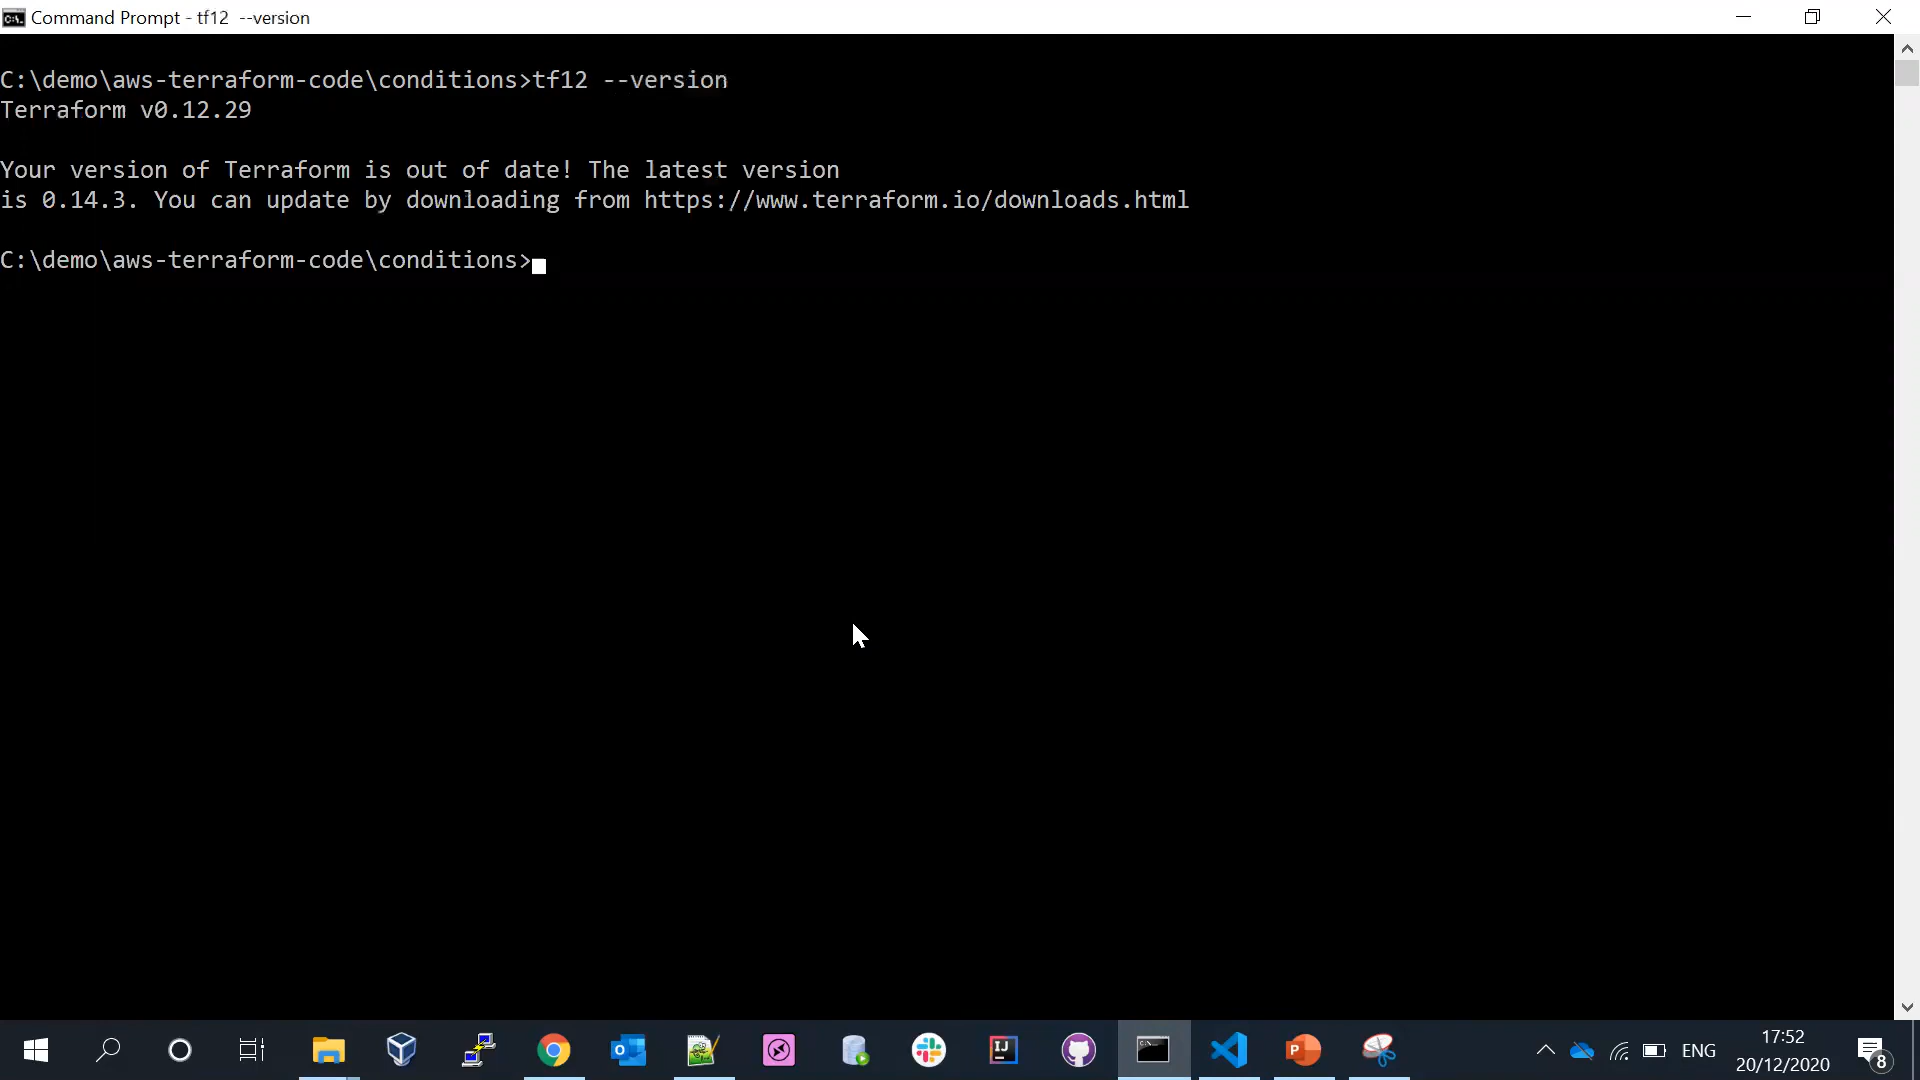 Command Prompt - tf12  --version
C:\demo\aws-terraform-code\conditions>tf12 --version
Terraform v0.12.29
Your version of Terraform is out of date! The latest version
is 0.14.3. You can update by downloading from https://www.terraform.io/downloads.html
C:\demo\aws-terraform-code\conditions>
ENG
17:52
20/12/2020
8